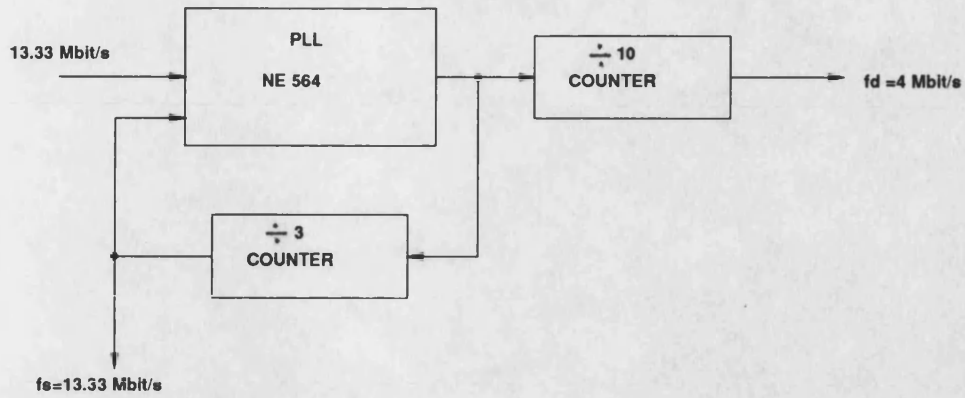 PLL
NE 564
13.33 Mbit/s
÷ 10
COUNTER
fd =4 Mbit/s
÷ 3
COUNTER
fs=13.33 Mbit/s